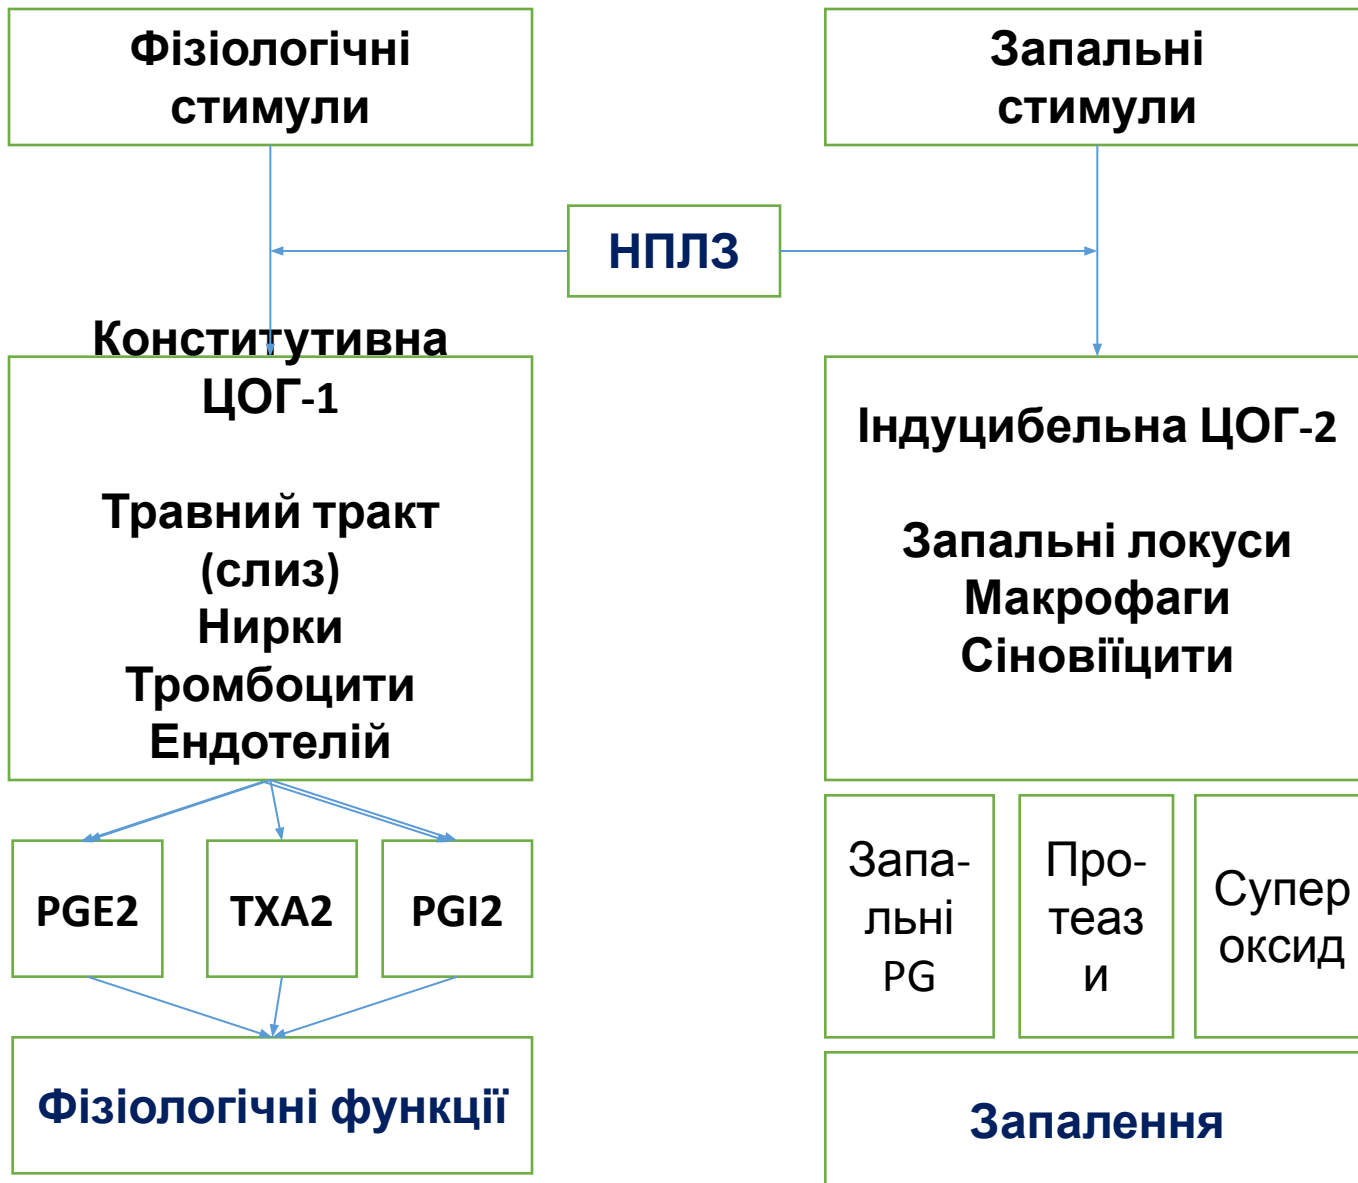 Фізіологічні
стимули
Запальні
стимули
НПЛЗ
Конститутивна
ЦОГ-1
Травний тракт
(слиз)
Нирки
Тромбоцити
Ендотелій
Індуцибельна ЦОГ-2
Запальні локуси
Макрофаги
Сіновіїцити
PGE2
TXA2
PGI2
Запа-
льні
PG
Про-
теаз
и
Супер
оксид
Фізіологічні функції
Запалення